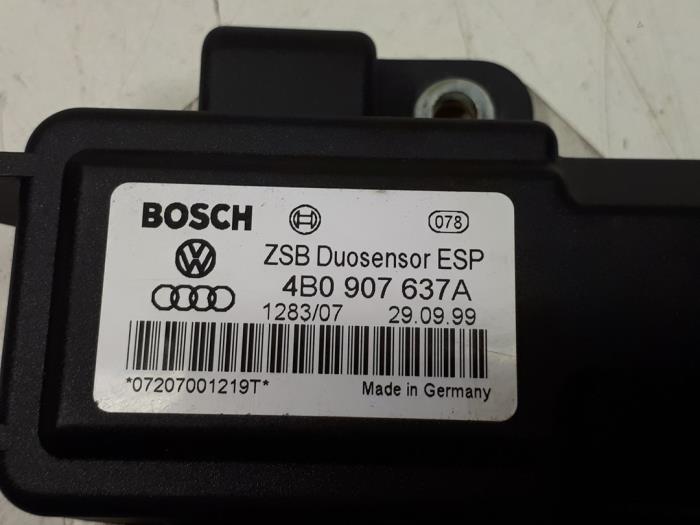 BOSCH
078
ZSB Duosensor ESP
4B0 907 637A
1283/07 29.09.99
*07207001219T* Made in Germany